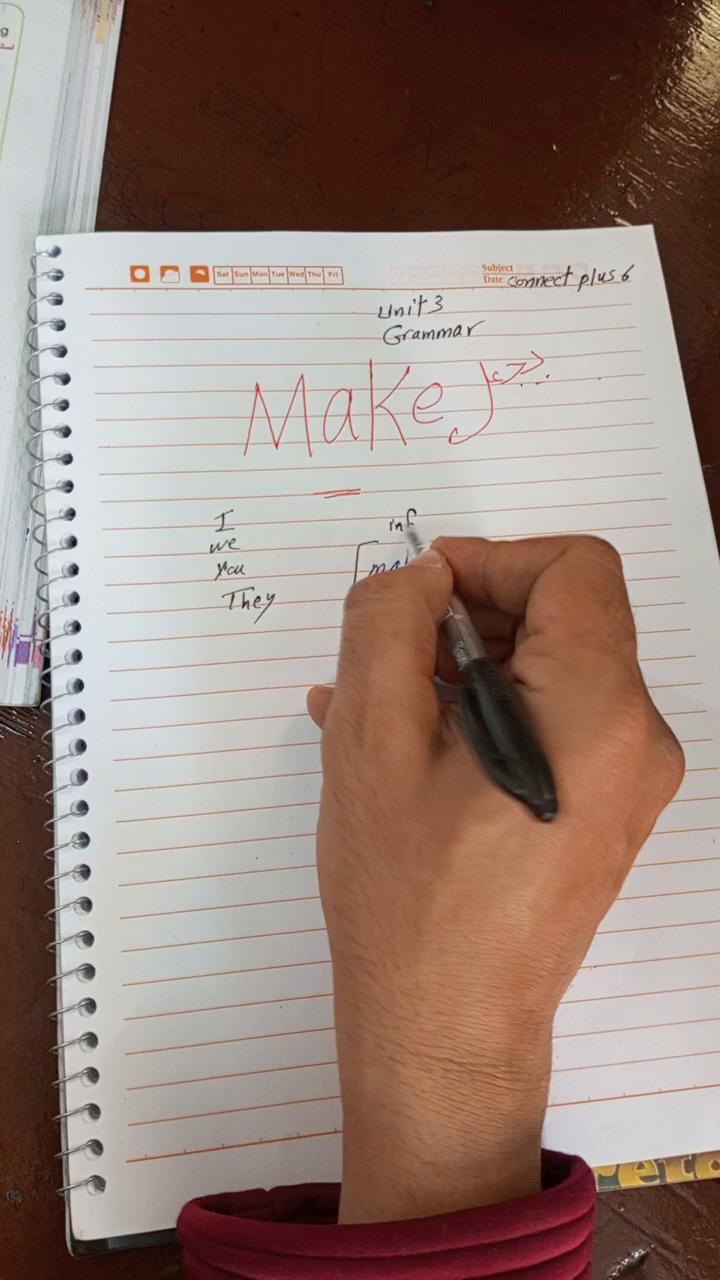 Sat Sun Mon Tue Wed Thu Fri
Subject
Date connect plus 6
Unit 3
Grammar
Make يجعل
I
we
you
They
inf